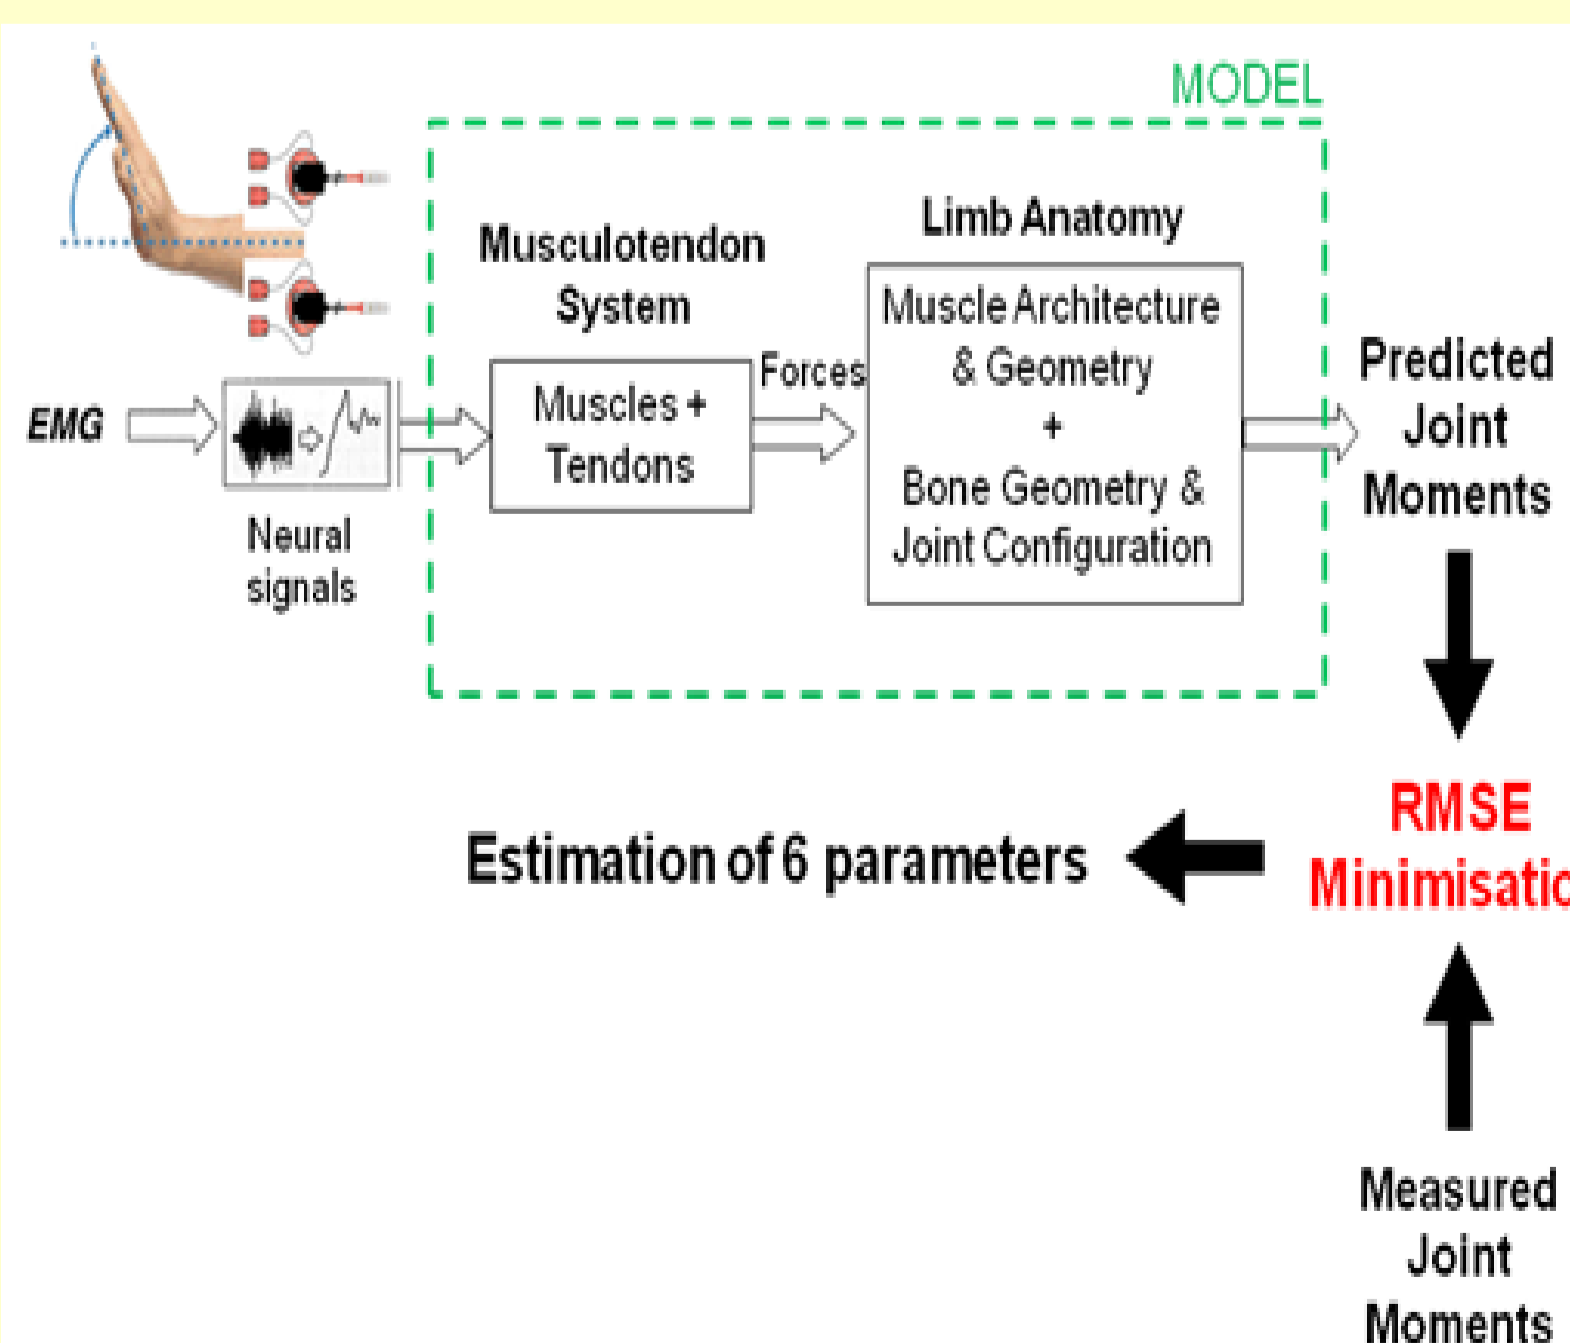 MODEL
Limb Anatomy
Musculotendon
System
Muscle Architecture
& Geometry
+
Bone Geometry &
Joint Configuration
Forces
Muscles +
Tendons
EMG
Neural
signals
Predicted
Joint
Moments
RMSE
Minimisatio
Estimation of 6 parameters
Measured
Joint
Moments